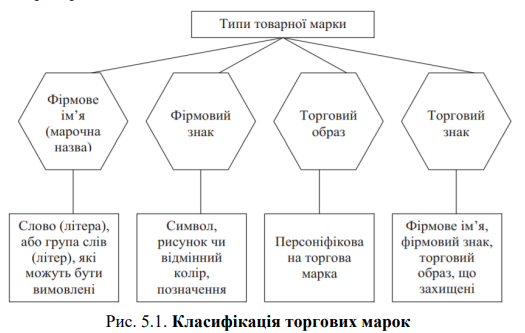 Типи товарної марки
Фірмове
ім’я
(марочна
назва)
Фірмовий
знак
Торговий
образ
Торговий
знак
Слово (літера),
або група слів
(літер), які
можуть бути
вимовлені
Символ,
рисунок чи
відмінний
колір,
позначення
Персоніфікова
на торгова
марка
Фірмове ім’я,
фірмовий знак,
торговий
образ, що
захищені
Рис. 5.1. Класифікація торгових марок